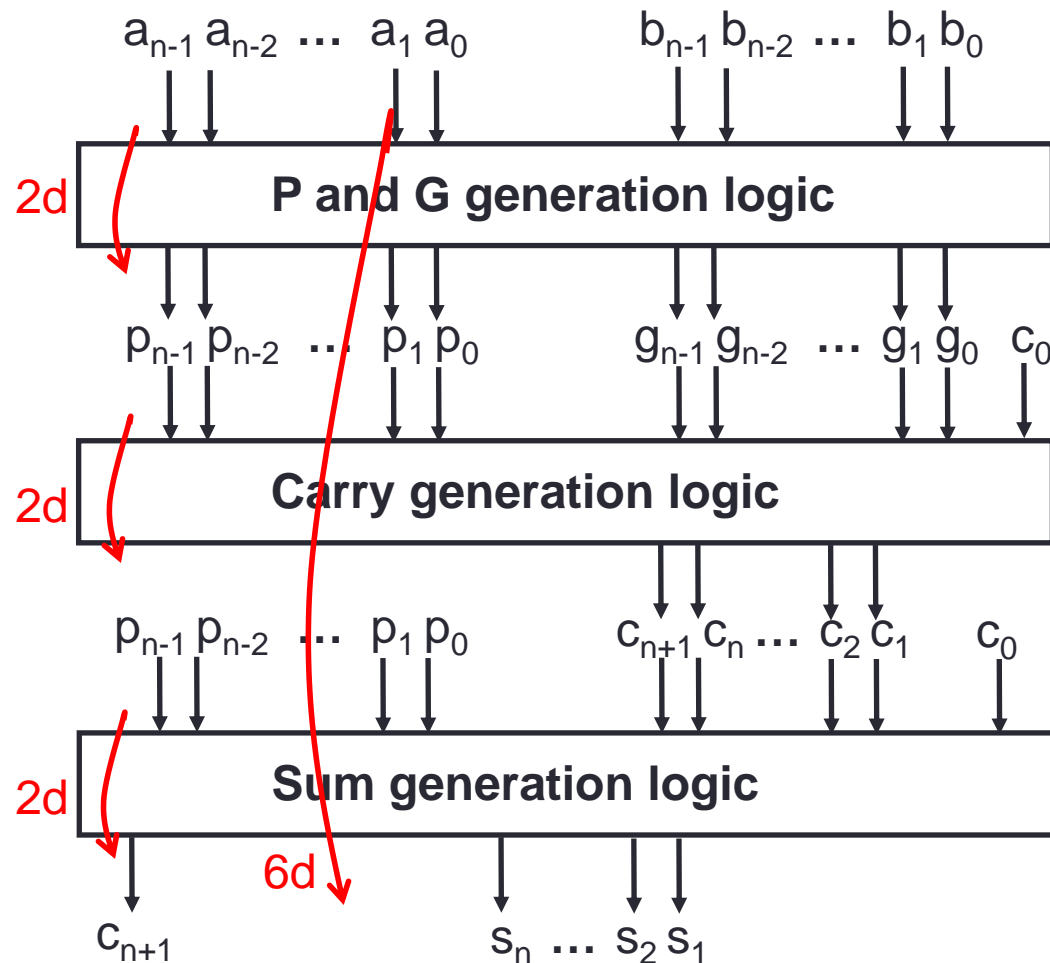 aₙ₋₁ aₙ₋₂ ... a₁ a₀ bₙ₋₁ bₙ₋₂ ... b₁ b₀
2d P and G generation logic
pₙ₋₁ pₙ₋₂ ... p₁ p₀ gₙ₋₁ gₙ₋₂ ... g₁ g₀ c₀
2d Carry generation logic
pₙ₋₁ pₙ₋₂ ... p₁ p₀ cₙ₊₁ cₙ ... c₂ c₁ c₀
2d Sum generation logic
6d
cₙ₊₁ sₙ ... s₂ s₁